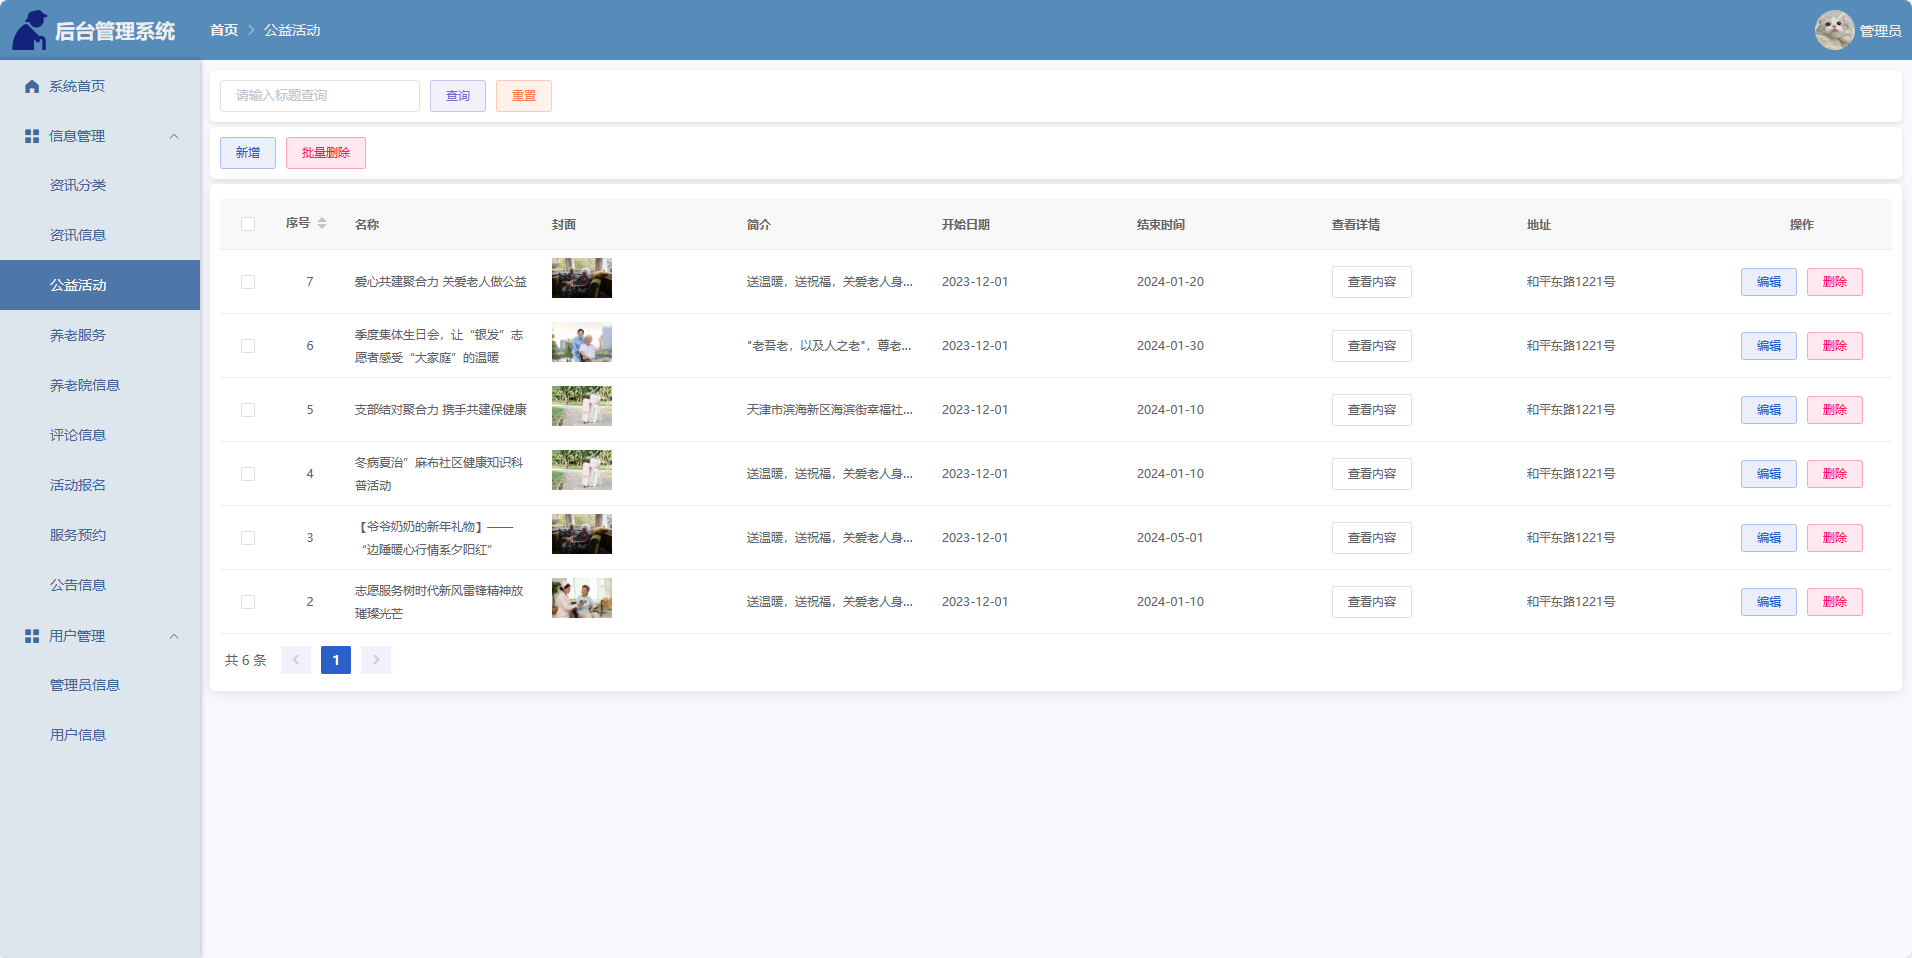 后台管理系统
首页 > 公益活动
管理员
系统首页
信息管理
资讯分类
资讯信息
公益活动
养老服务
养老院信息
评论信息
活动报名
服务预约
公告信息
用户管理
管理员信息
用户信息
请输入标题查询 查询 重置
新增 批量删除
序号 名称 封面 简介 开始日期 结束时间 查看详情 地址 操作
7 爱心共建聚合力 关爱老人做公益 送温暖，送祝福，关爱老人身... 2023-12-01 2024-01-20 查看内容 和平东路1221号 编辑 删除
6 季度集体生日会，让“银发”志
愿者感受“大家庭”的温暖 "老吾老，以及人之老"，尊老... 2023-12-01 2024-01-30 查看内容 和平东路1221号 编辑 删除
5 支部结对聚合力 携手共建保健康 天津市滨海新区海滨街幸福社... 2023-12-01 2024-01-10 查看内容 和平东路1221号 编辑 删除
4 冬病夏治”麻布社区健康知识科
普活动 送温暖，送祝福，关爱老人身... 2023-12-01 2024-01-10 查看内容 和平东路1221号 编辑 删除
3 【爷爷奶奶的新年礼物】——
“边陲暖心行情系夕阳红” 送温暖，送祝福，关爱老人身... 2023-12-01 2024-05-01 查看内容 和平东路1221号 编辑 删除
2 志愿服务树时代新风雷锋精神放
璀璨光芒 送温暖，送祝福，关爱老人身... 2023-12-01 2024-01-10 查看内容 和平东路1221号 编辑 删除
共 6 条 1